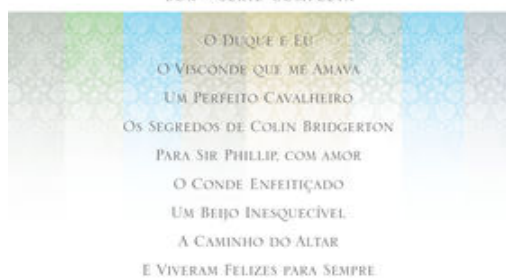 O Duque e Eu
O Visconde que me Amava
Um Perfeito Cavalheiro
Os Segredos de Colin Bridgerton
Para Sir Phillip, com amor
O Conde Enfeitiçado
Um Beijo Inesquecível
A Caminho do Altar
E Viveram Felizes para Sempre